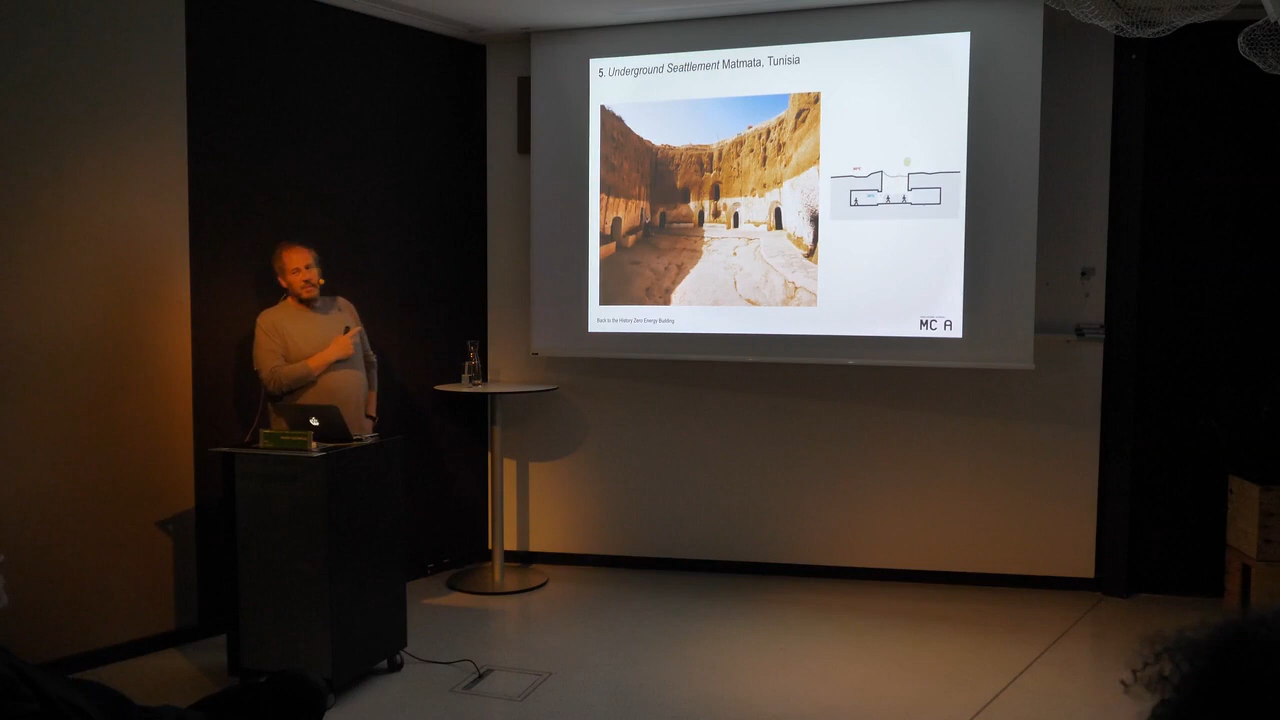 5. Underground Seattlement Matmata, Tunisia
Back to the History Zero Energy Building
MC A